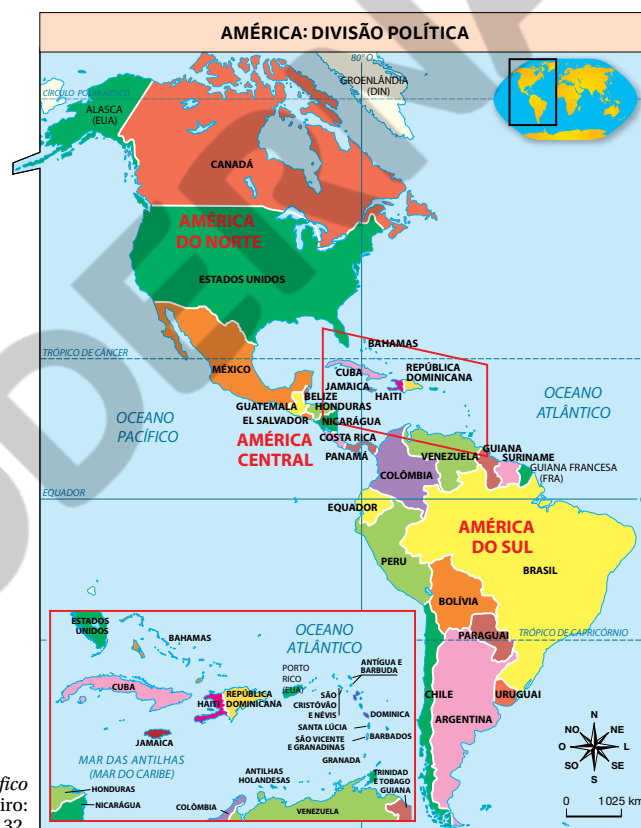 AMÉRICA: DIVISÃO POLÍTICA
80° O
GROENLÂNDIA
(DIN)
CÍRCULO POLAR ÁRTICO
ALASCA
(EUA)
CANADÁ
AMÉRICA
DO NORTE
ESTADOS UNIDOS
BAHAMAS
TRÓPICO DE CÂNCER
MÉXICO
CUBA
REPÚBLICA
DOMINICANA
JAMAICA
HAITI
BELIZE
GUATEMALA
HONDURAS
EL SALVADOR
NICARÁGUA
OCEANO
ATLÂNTICO
OCEANO
PACÍFICO
AMÉRICA
CENTRAL
COSTA RICA
PANAMÁ
VENEZUELA
GUIANA
SURINAME
GUIANA FRANCESA
(FRA)
COLÔMBIA
EQUADOR
EQUADOR
AMÉRICA
DO SUL
PERU
BRASIL
BOLÍVIA
PARAGUAI
TRÓPICO DE CAPRICÓRNIO
CHILE
ARGENTINA
URUGUAI
ESTADOS
UNIDOS
BAHAMAS
OCEANO
ATLÂNTICO
CUBA
HAITI
REPÚBLICA
DOMINICANA
PORTO
RICO
(EUA)
ANTÍGUA E
BARBUDA
SÃO
CRISTÓVÃO
E NÉVIS
DOMINICA
SANTA LÚCIA
SÃO VICENTE
E GRANADINAS
BARBADOS
JAMAICA
MAR DAS ANTILHAS
(MAR DO CARIBE)
GRANADA
ANTILHAS
HOLANDESAS
TRINIDAD
E TOBAGO
HONDURAS
NICARÁGUA
COLÔMBIA
VENEZUELA
GUIANA
N
NO
NE
O
L
SO
SE
S
0 1025 km
fico
iro:
32.